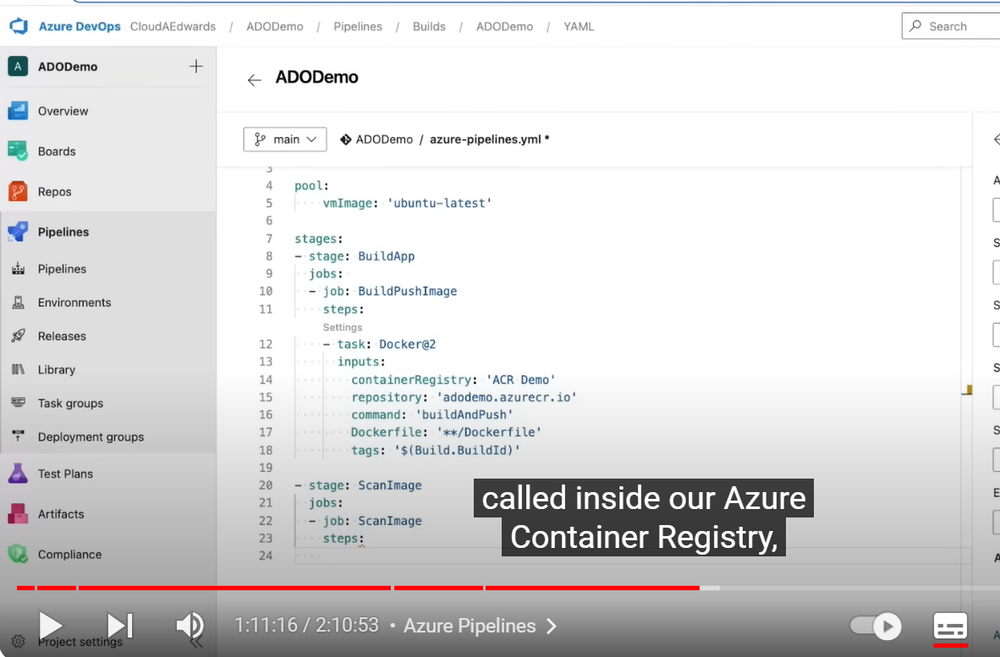 Azure DevOps CloudAEdwards / ADODemo / Pipelines / Builds / ADODemo / YAML
Search
A ADODemo +
Overview
Boards
Repos
Pipelines
Pipelines
Environments
Releases
Library
Task groups
Deployment groups
Test Plans
Artifacts
Compliance
Project settings
← ADODemo
main ADODemo / azure-pipelines.yml *
3
4 pool:
5 vmImage: 'ubuntu-latest'
6
7 stages:
8 - stage: BuildApp
9 jobs:
10 - job: BuildPushImage
11 steps:
Settings
12 - task: Docker@2
13 inputs:
14 containerRegistry: 'ACR Demo'
15 repository: 'adodemo.azurecr.io'
16 command: 'buildAndPush'
17 Dockerfile: '**/Dockerfile'
18 tags: '$(Build.BuildId)'
19
20 - stage: ScanImage
21 jobs:
22 - job: ScanImage
23 steps:
24
called inside our Azure
Container Registry,
1:11:16 / 2:10:53 • Azure Pipelines